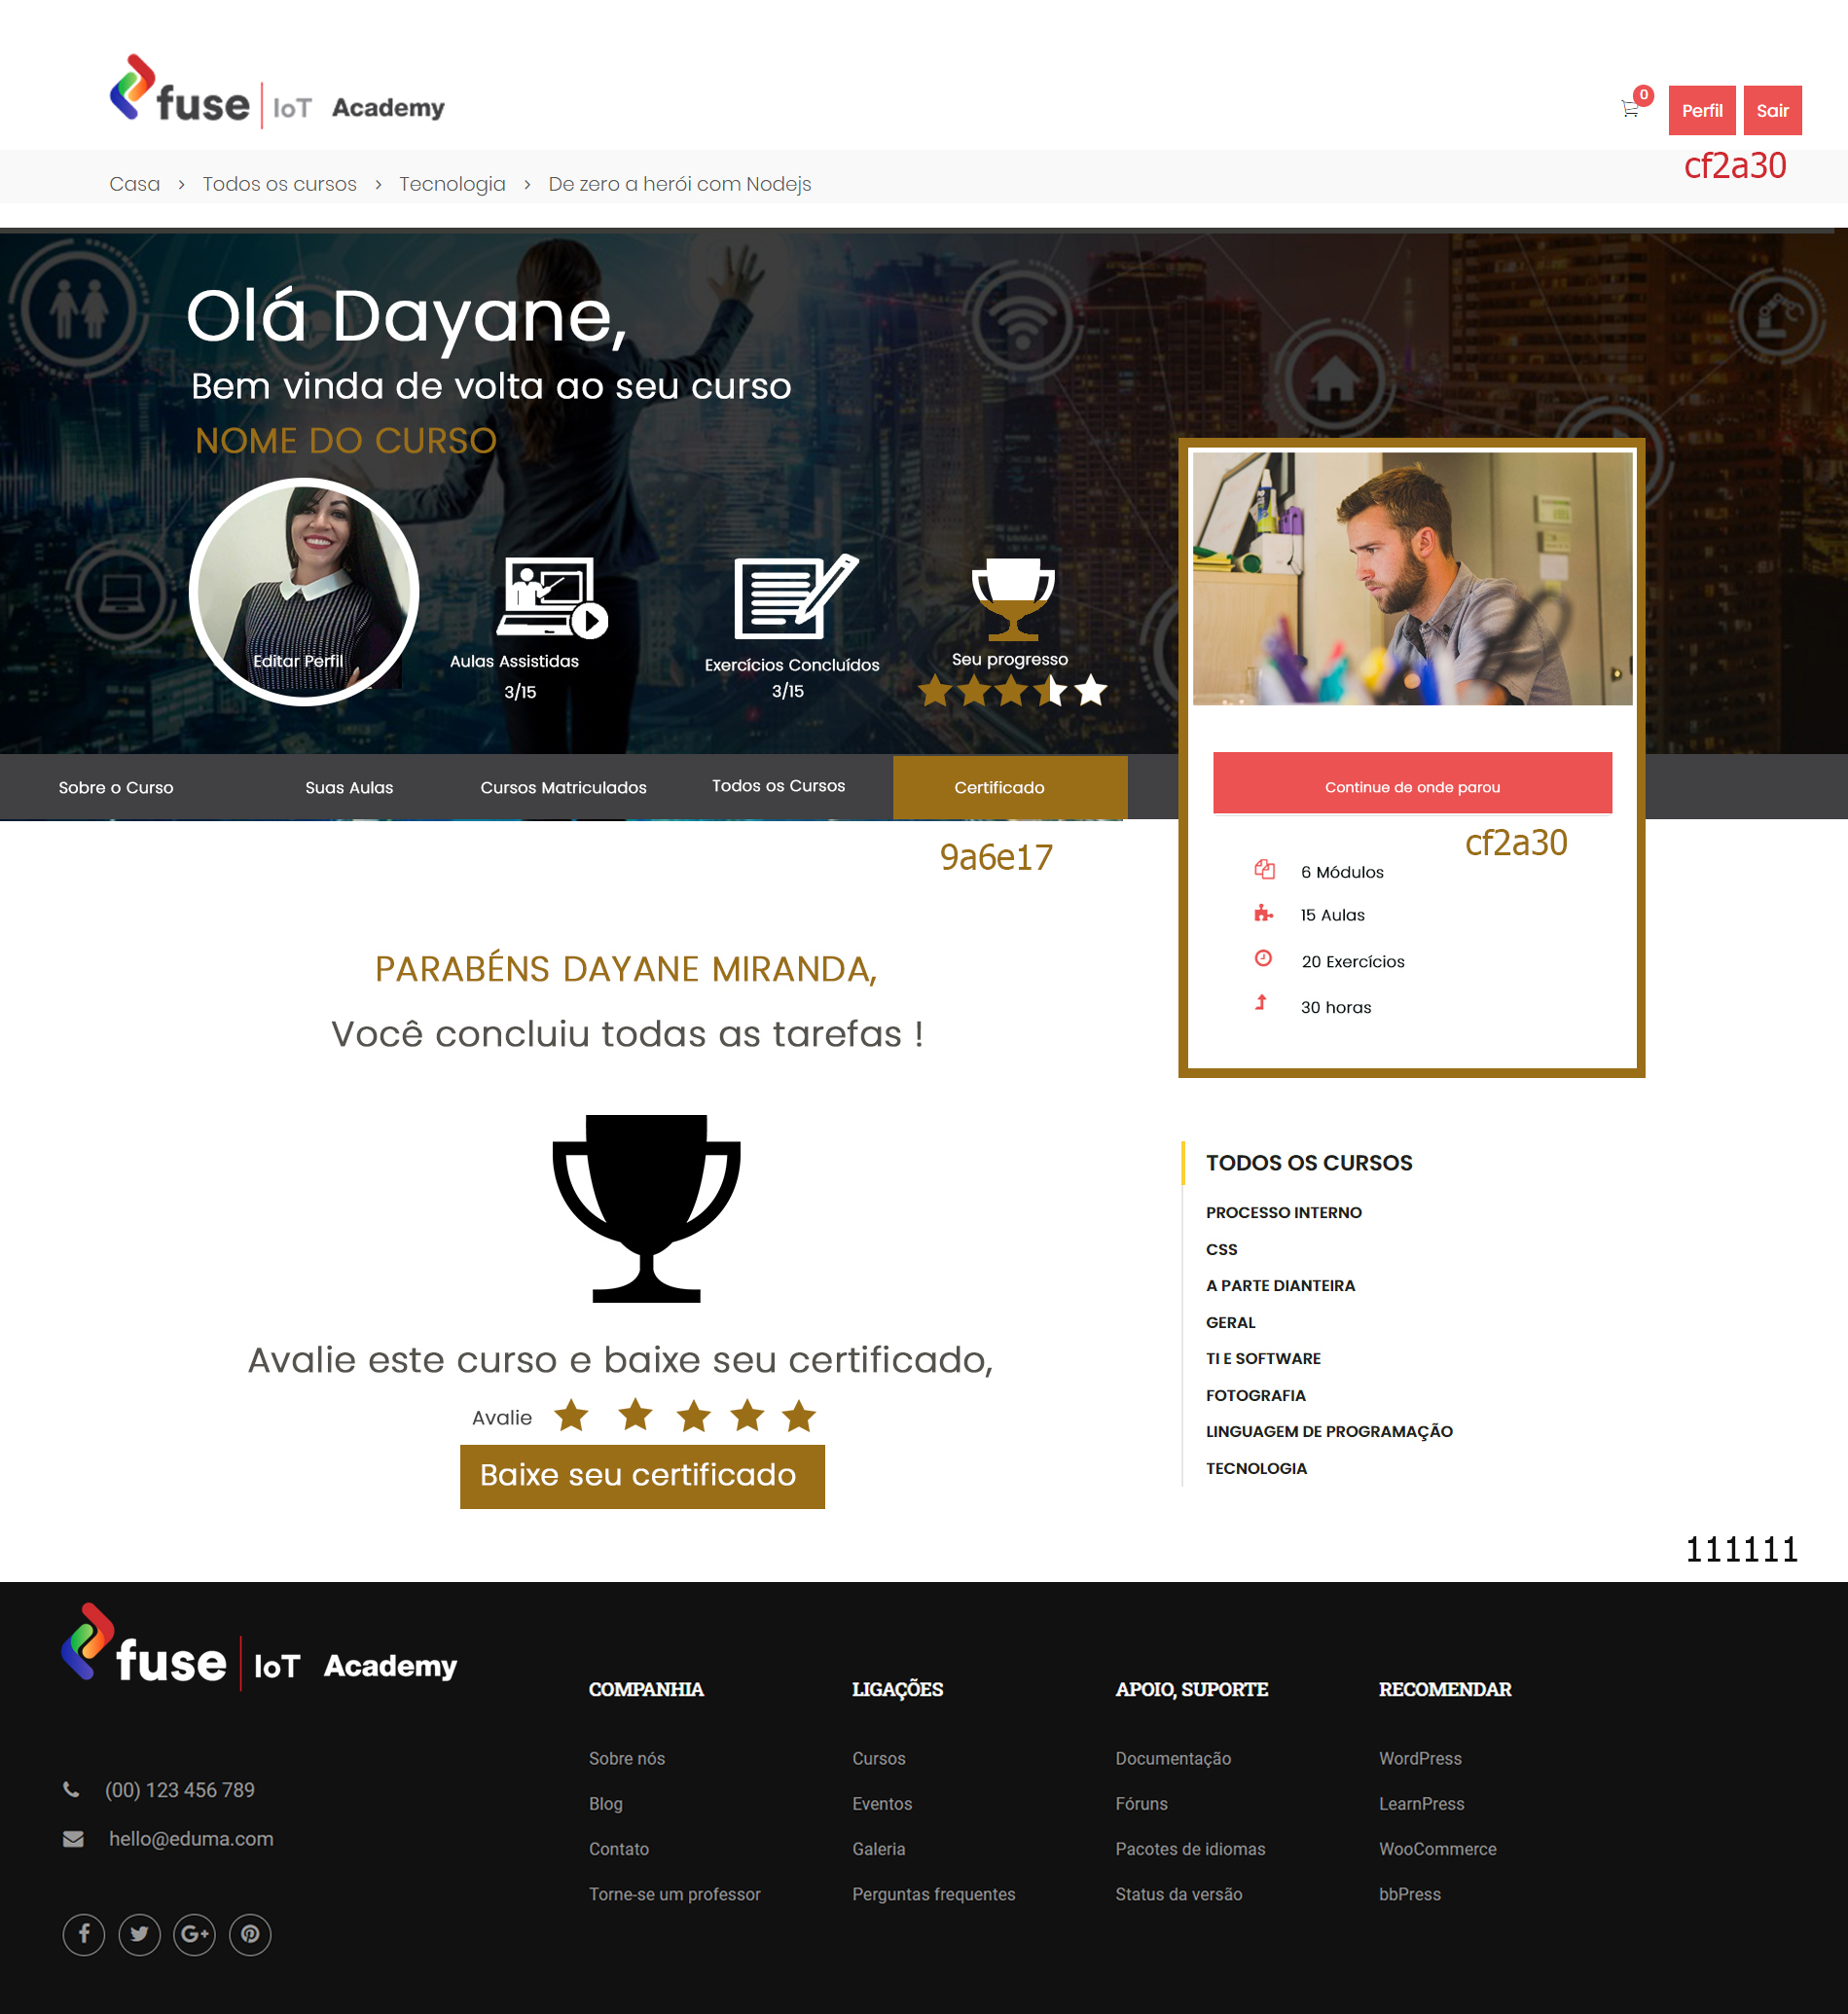 fuse | IoT Academy
0
Perfil Sair
cf2a30
Casa > Todos os cursos > Tecnologia > De zero a herói com Nodejs
Olá Dayane,
Bem vinda de volta ao seu curso
NOME DO CURSO
Editar Perfil
Aulas Assistidas
3/15
Exercícios Concluídos
3/15
Seu progresso
Sobre o Curso Suas Aulas Cursos Matriculados Todos os Cursos Certificado
9a6e17
Continue de onde parou
cf2a30
6 Módulos
15 Aulas
20 Exercícios
30 horas
PARABÉNS DAYANE MIRANDA,
Você concluiu todas as tarefas !
Avalie este curso e baixe seu certificado,
Avalie
Baixe seu certificado
TODOS OS CURSOS
PROCESSO INTERNO
CSS
A PARTE DIANTEIRA
GERAL
TI E SOFTWARE
FOTOGRAFIA
LINGUAGEM DE PROGRAMAÇÃO
TECNOLOGIA
111111
fuse | IoT Academy
(00) 123 456 789
hello@eduma.com
COMPANHIA
Sobre nós
Blog
Contato
Torne-se um professor
LIGAÇÕES
Cursos
Eventos
Galeria
Perguntas frequentes
APOIO, SUPORTE
Documentação
Fóruns
Pacotes de idiomas
Status da versão
RECOMENDAR
WordPress
LearnPress
WooCommerce
bbPress